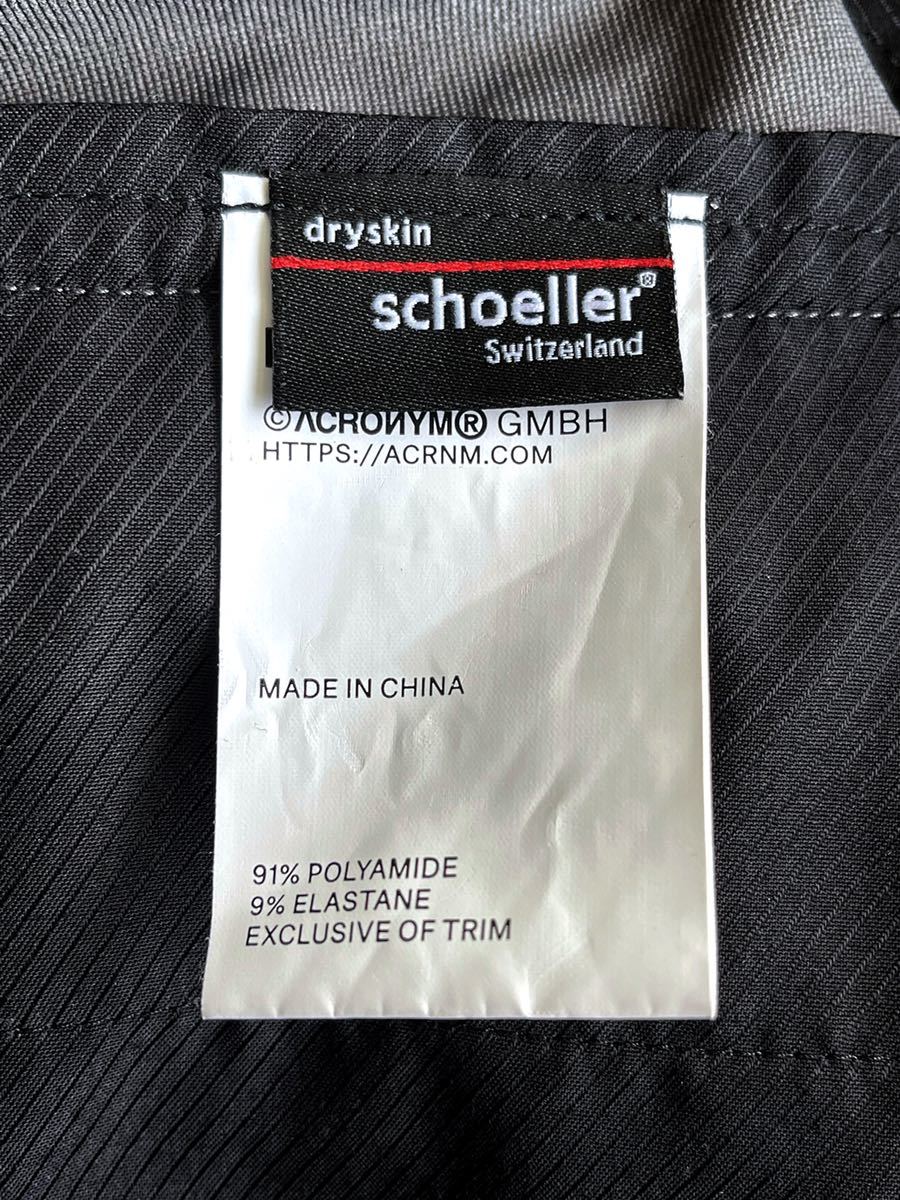 dryskin
schoeller®
Switzerland
©ACRONYM® GMBH
HTTPS://ACRNM.COM
MADE IN CHINA
91% POLYAMIDE
9% ELASTANE
EXCLUSIVE OF TRIM